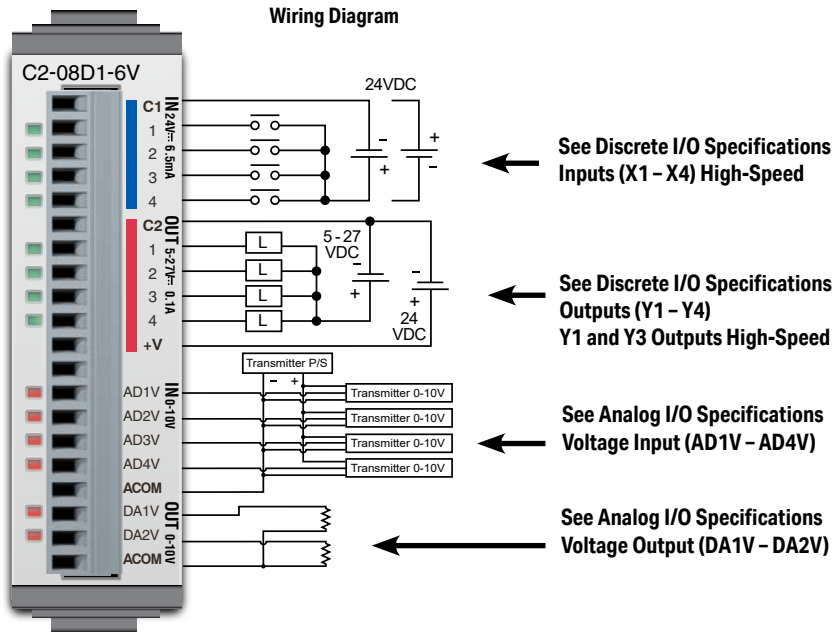 Wiring Diagram
C2-08D1-6V
C1
1
2
3
4
IN 24V⎓ 6.5mA
24VDC
-
+
+
-
See Discrete I/O Specifications
Inputs (X1 – X4) High-Speed
C2
1
2
3
4
+V
OUT 5-27V⎓ 0.1A
L
L
L
L
5 - 27
VDC
-
+
-
+
24
VDC
See Discrete I/O Specifications
Outputs (Y1 – Y4)
Y1 and Y3 Outputs High-Speed
Transmitter P/S
- +
AD1V
AD2V
AD3V
AD4V
ACOM
IN 0-10V
Transmitter 0-10V
Transmitter 0-10V
Transmitter 0-10V
Transmitter 0-10V
See Analog I/O Specifications
Voltage Input (AD1V – AD4V)
DA1V
DA2V
ACOM
OUT 0-10V
See Analog I/O Specifications
Voltage Output (DA1V – DA2V)